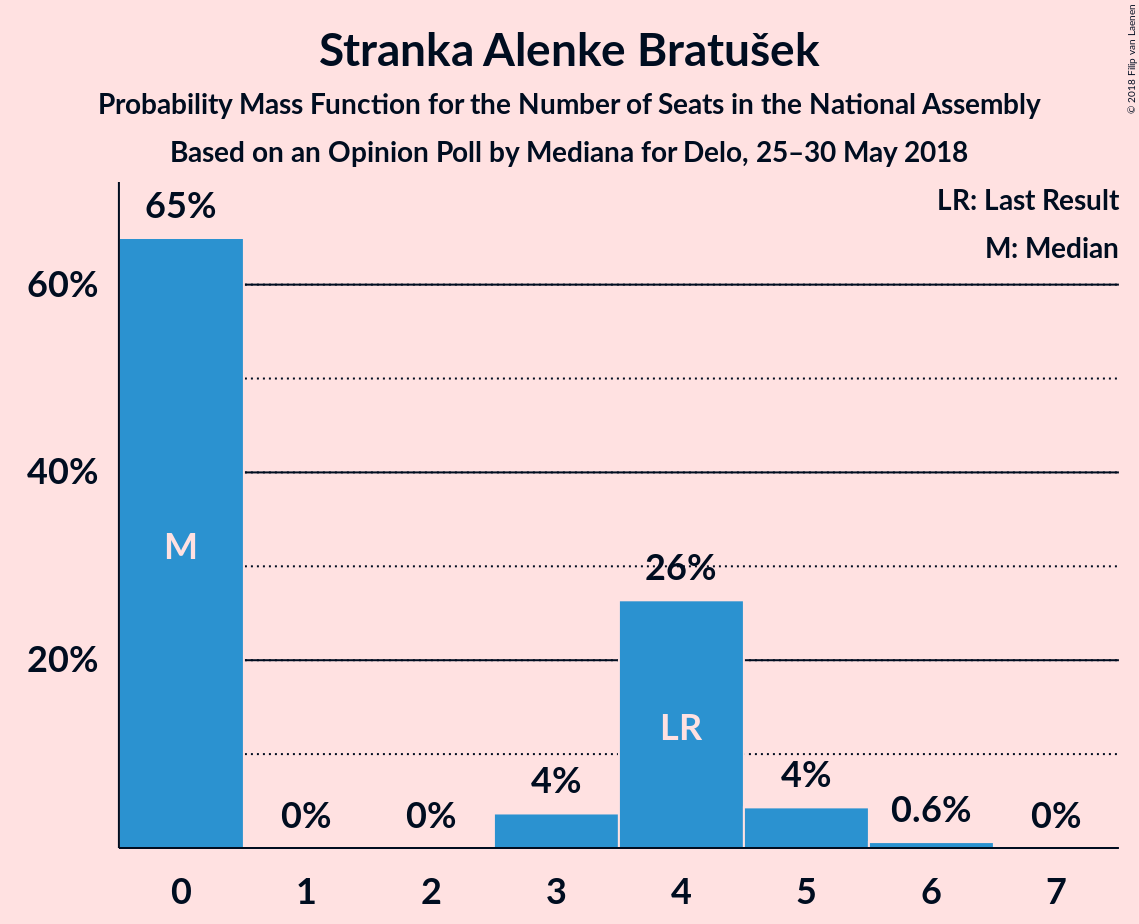 Stranka Alenke Bratušek
Probability Mass Function for the Number of Seats in the National Assembly
Based on an Opinion Poll by Mediana for Delo, 25–30 May 2018
© 2018 Filip van Laenen
LR: Last Result
M: Median
65%
60%
40%
20%
M
0%
0%
4%
26%
LR
4%
0.6%
0%
0 1 2 3 4 5 6 7